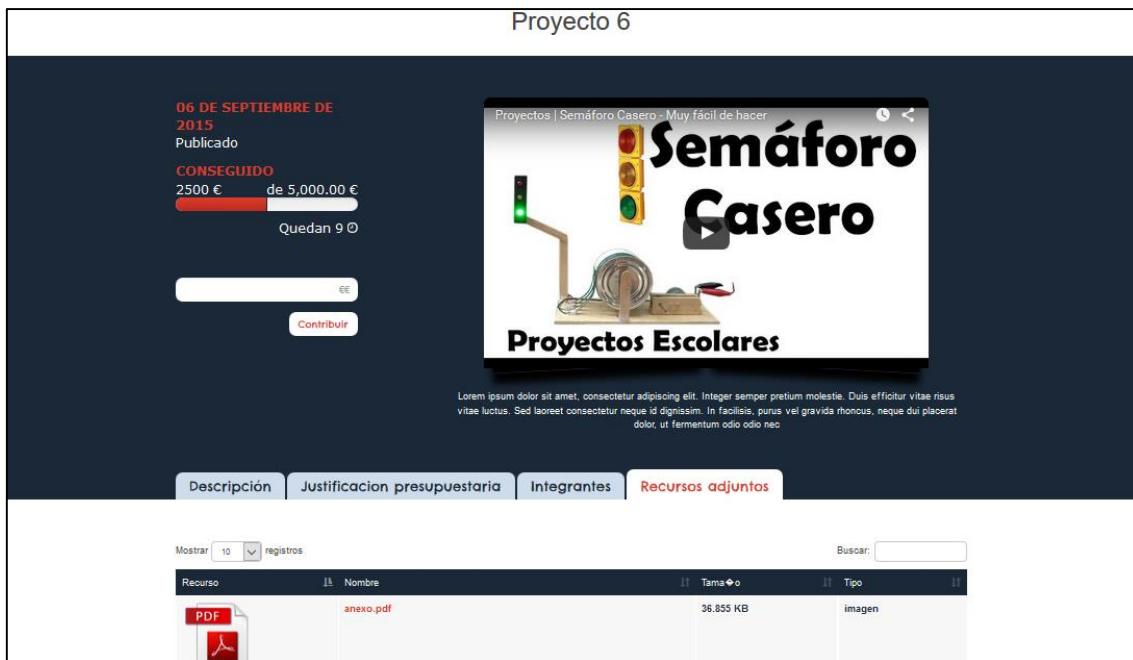 Proyecto 6
06 DE SEPTIEMBRE DE
2015
Publicado
CONSEGUIDO
2500 € de 5,000.00 €
Quedan 9
€€
Contribuir
Proyectos | Semáforo Casero - Muy fácil de hacer
Semáforo
Casero
Proyectos Escolares
Lorem ipsum dolor sit amet, consectetur adipiscing elit. Integer semper pretium molestie. Duis efficitur vitae risus
vitae luctus. Sed laoreet consectetur neque id dignissim. In facilisis, purus vel gravida rhoncus, neque dui placerat
dolor, ut fermentum odio odio nec
Descripción Justificacion presupuestaria Integrantes Recursos adjuntos
Mostrar 10 registros Buscar:
Recurso Nombre Tama�o Tipo
PDF anexo.pdf 36.855 KB imagen